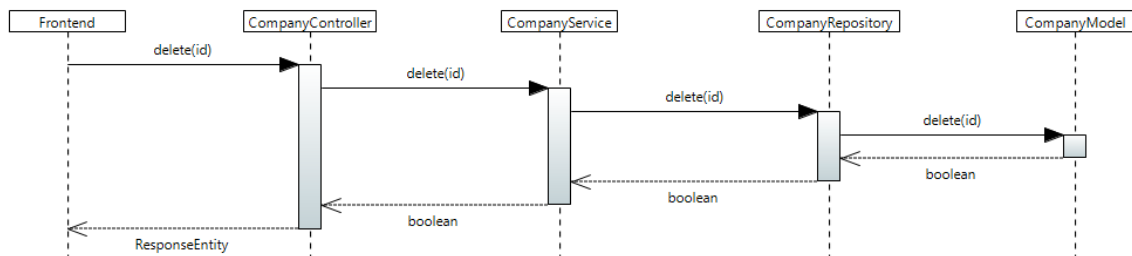 Frontend
CompanyController
CompanyService
CompanyRepository
CompanyModel
delete(id)
delete(id)
delete(id)
delete(id)
boolean
boolean
boolean
ResponseEntity